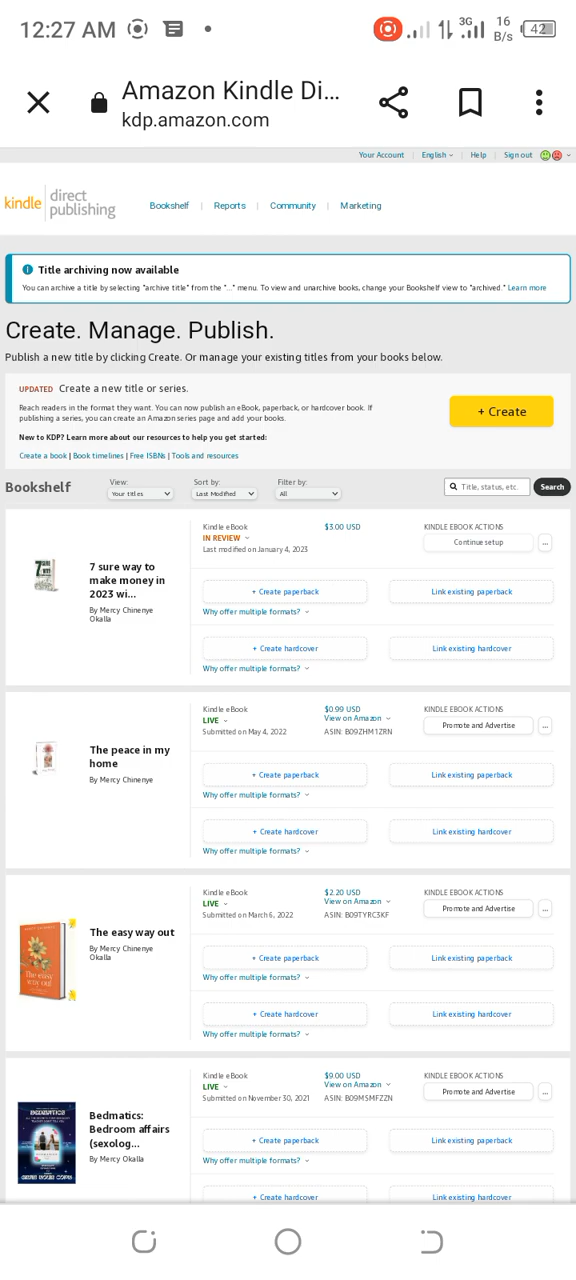 12:27 AM
3G
16
B/s
42
Amazon Kindle Di...
kdp.amazon.com
Your Account | English | Help | Sign out
kindle direct publishing
Bookshelf | Reports | Community | Marketing
Title archiving now available
You can archive a title by selecting "archive title" from the "..." menu. To view and unarchive books, change your Bookshelf view to "archived." Learn more
Create. Manage. Publish.
Publish a new title by clicking Create. Or manage your existing titles from your books below.
UPDATED Create a new title or series.
Reach readers in the format they want. You can now publish an eBook, paperback, or hardcover book. If
publishing a series, you can create an Amazon series page and add your books.
+ Create
New to KDP? Learn more about our resources to help you get started:
Create a book | Book timelines | Free ISBNs | Tools and resources
Bookshelf
View:
Your titles
Sort by:
Last Modified
Filter by:
All
Title, status, etc.
Search
7 sure way to
make money in
2023 wi...
By Mercy Chinenye
Okalla
Kindle eBook
IN REVIEW
Last modified on January 4, 2023
$3.00 USD
KINDLE EBOOK ACTIONS
Continue setup
...
+ Create paperback
Link existing paperback
Why offer multiple formats?
+ Create hardcover
Link existing hardcover
Why offer multiple formats?
The peace in my
home
By Mercy Chinenye
Kindle eBook
LIVE
Submitted on May 4, 2022
$0.99 USD
View on Amazon
ASIN: B09ZHM1ZRN
KINDLE EBOOK ACTIONS
Promote and Advertise
...
+ Create paperback
Link existing paperback
Why offer multiple formats?
+ Create hardcover
Link existing hardcover
Why offer multiple formats?
The easy
way out
The easy way out
By Mercy Chinenye
Okalla
Kindle eBook
LIVE
Submitted on March 6, 2022
$2.20 USD
View on Amazon
ASIN: B09TYRC3KF
KINDLE EBOOK ACTIONS
Promote and Advertise
...
+ Create paperback
Link existing paperback
Why offer multiple formats?
+ Create hardcover
Link existing hardcover
Why offer multiple formats?
BEDMATICS
Bedmatics:
Bedroom affairs
(sexolog...
By Mercy Okalla
Kindle eBook
LIVE
Submitted on November 30, 2021
$9.00 USD
View on Amazon
ASIN: B09MSMFZZN
KINDLE EBOOK ACTIONS
Promote and Advertise
...
+ Create paperback
Link existing paperback
Why offer multiple formats?
+ Create hardcover
Link existing hardcover